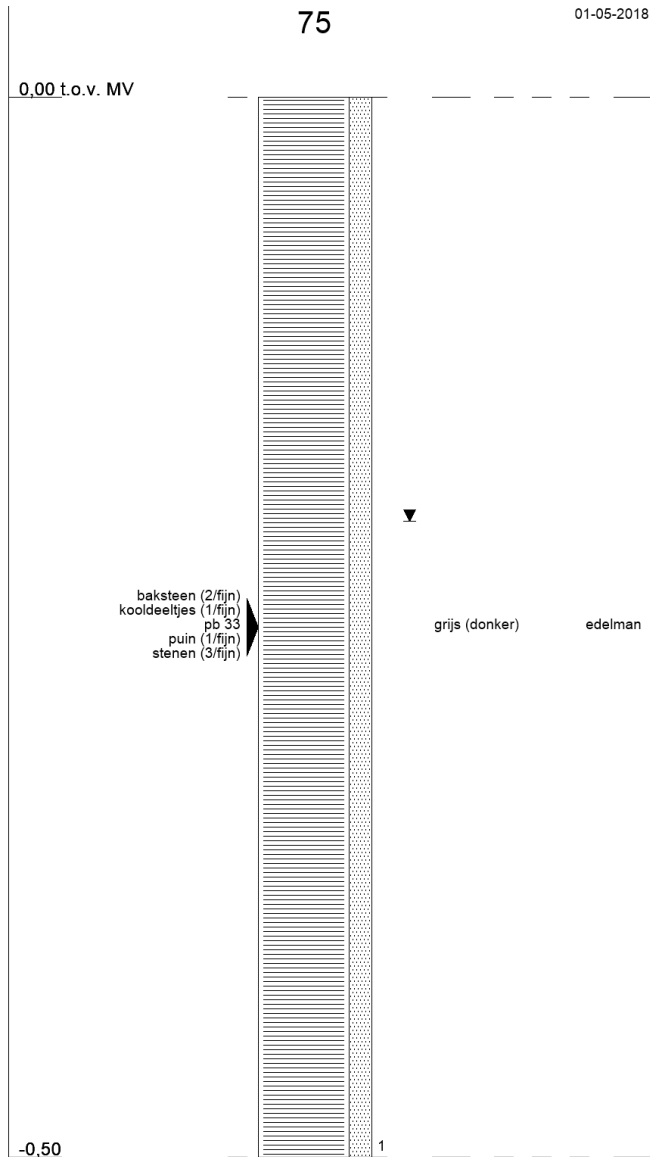 75
01-05-2018
0,00 t.o.v. MV
baksteen (2/fijn)
kooldeeltjes (1/fijn)
pb 33
puin (1/fijn)
stenen (3/fijn)
grijs (donker)
edelman
-0,50
1